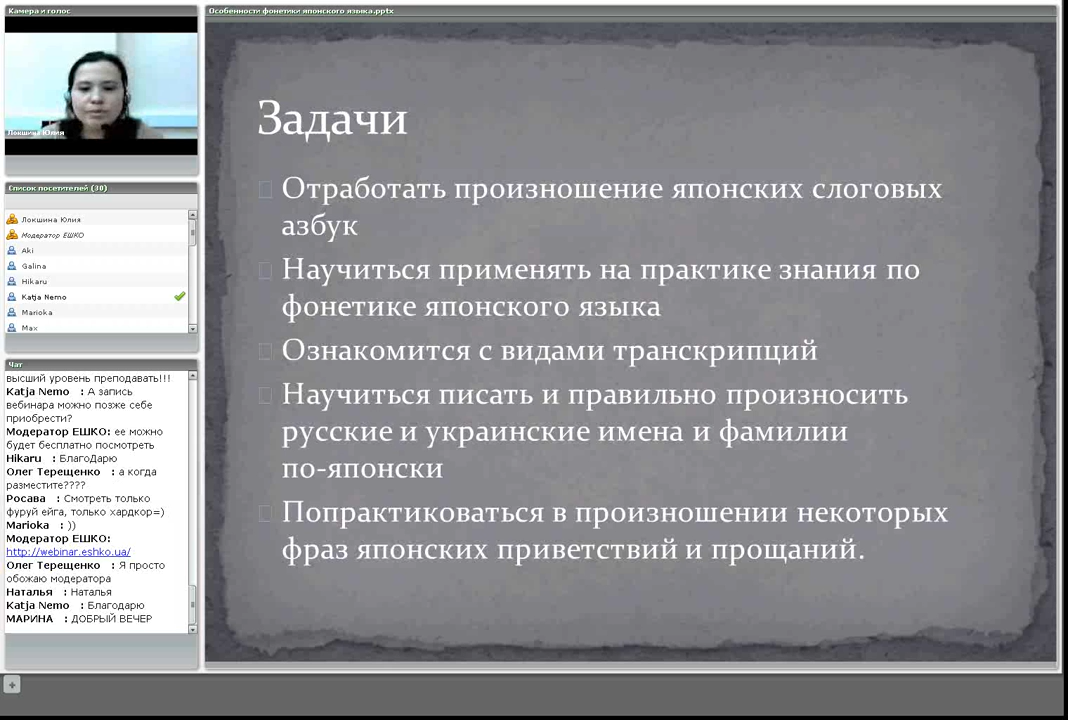 Камера и голос
Локшина Юлия
Список посетителей (30)
Локшина Юлия
Модератор ЕШКО
Aki
Galina
Hikaru
Katja Nemo
Marioka
Max
Чат
высший уровень преподавать!!!
Katja Nemo : А запись
вебинара можно позже себе
приобрести?
Модератор ЕШКО: ее можно
будет бесплатно посмотреть
Hikaru : БлагоДарю
Олег Терещенко : а когда
разместите????
Росава : Смотреть только
фуруй ейга, только хардкор=)
Marioka : ))
Модератор ЕШКО:
http://webinar.eshko.ua/
Олег Терещенко : Я просто
обожаю модератора
Наталья : Наталья
Katja Nemo : Благодарю
МАРИНА : ДОБРЫЙ ВЕЧЕР
Особенности фонетики японского языка.pptx
Задачи
Отработать произношение японских слоговых
азбук
Научиться применять на практике знания по
фонетике японского языка
Ознакомится с видами транскрипций
Научиться писать и правильно произносить
русские и украинские имена и фамилии
по-японски
Попрактиковаться в произношении некоторых
фраз японских приветствий и прощаний.